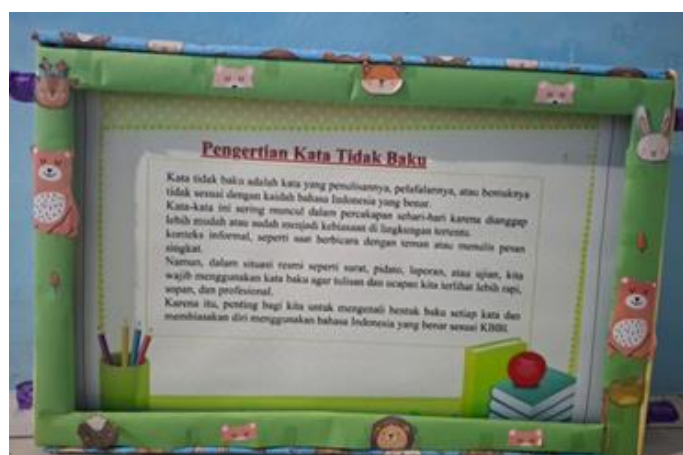 Pengertian Kata Tidak Baku
Kata tidak baku adalah kata yang penulisannya, pelafalannya, atau bentuknya
tidak sesuai dengan kaidah bahasa Indonesia yang benar.
Kata-kata ini sering muncul dalam percakapan sehari-hari karena dianggap
lebih mudah atau sudah menjadi kebiasaan di lingkungan tertentu.
konteks informal, seperti saat berbicara dengan teman atau menulis pesan
singkat.
Namun, dalam situasi resmi seperti surat, pidato, laporan, atau ujian, kita
wajib menggunakan kata baku agar tulisan dan ucapan kita terlihat lebih rapi,
sopan, dan profesional.
Karena itu, penting bagi kita untuk mengenali bentuk baku setiap kata dan
membiasakan diri menggunakan bahasa Indonesia yang benar sesuai KBBI.